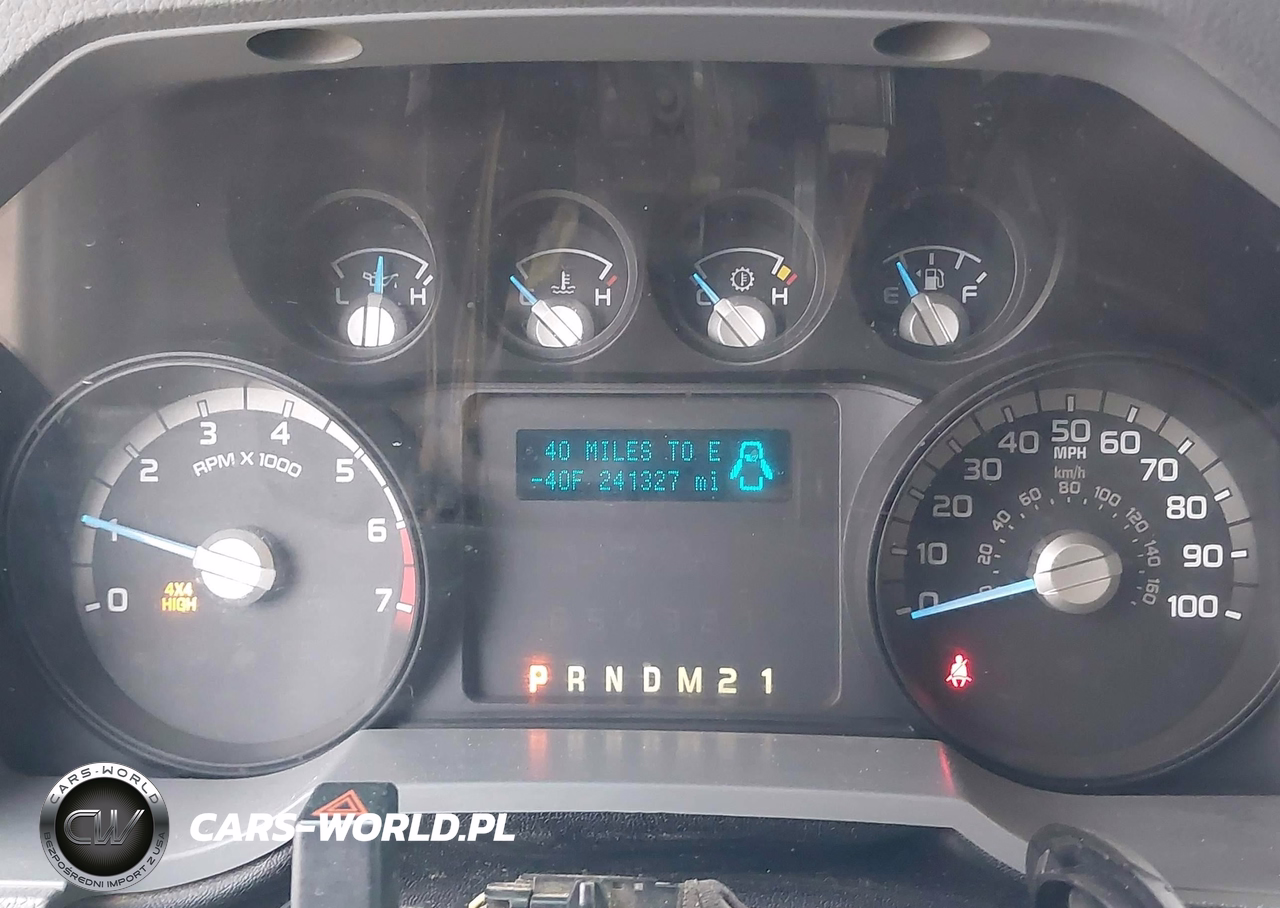 L H
C H
C H
E F
0 1 2 3 4 5 6 7
RPM X 1000
4X4
HIGH
40 MILES TO E
-40F 241327 mi
P R N D M 2 1
0 10 20 30 40 50 60 70 80 90 100
MPH
km/h
0 20 40 60 80 100 120 140 160
CARS-WORLD
CW
BEZPOŚREDNI IMPORT Z USA
CARS-WORLD.PL